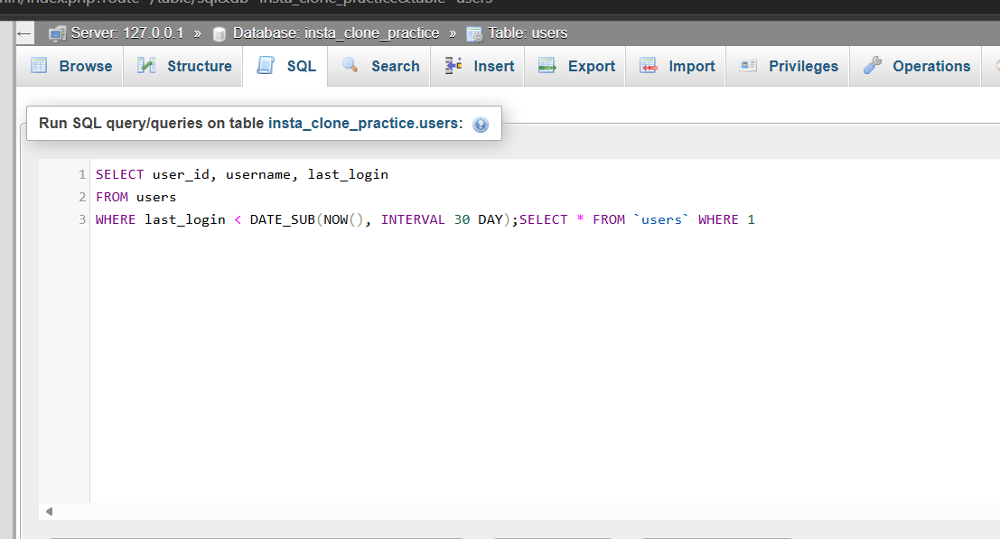 Server: 127.0.0.1 » Database: insta_clone_practice » Table: users
Browse Structure SQL Search Insert Export Import Privileges Operations
Run SQL query/queries on table insta_clone_practice.users:
1 SELECT user_id, username, last_login
2 FROM users
3 WHERE last_login < DATE_SUB(NOW(), INTERVAL 30 DAY);SELECT * FROM `users` WHERE 1